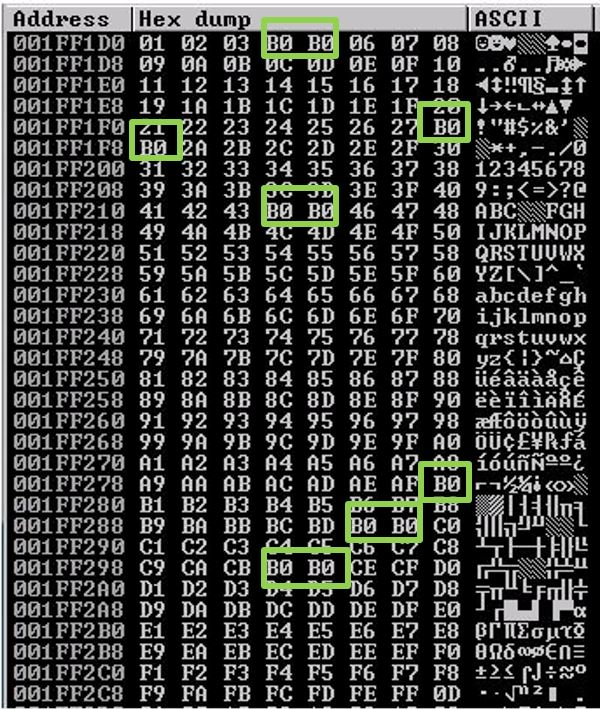 Address Hex dump ASCII
001FF1D0 01 02 03 B0 B0 06 07 08 ☺☻♥░░♠•◘
001FF1D8 09 0A 0B 0C 0D 0E 0F 10
001FF1E0 11 12 13 14 15 16 17 18 ◄↕‼¶§▬↨↑
001FF1E8 19 1A 1B 1C 1D 1E 1F 20 ↓→←∟↔▲▼
001FF1F0 21 22 23 24 25 26 27 B0 !"#$%&'░
001FF1F8 B0 2A 2B 2C 2D 2E 2F 30 ░*+,-./0
001FF200 31 32 33 34 35 36 37 38 12345678
001FF208 39 3A 3B 3C 3D 3E 3F 40 9:;<=>?@
001FF210 41 42 43 B0 B0 46 47 48 ABC░░FGH
001FF218 49 4A 4B 4C 4D 4E 4F 50 IJKLMNOP
001FF220 51 52 53 54 55 56 57 58 QRSTUVWX
001FF228 59 5A 5B 5C 5D 5E 5F 60 YZ[\]^_`
001FF230 61 62 63 64 65 66 67 68 abcdefgh
001FF238 69 6A 6B 6C 6D 6E 6F 70 ijklmnop
001FF240 71 72 73 74 75 76 77 78 qrstuvwx
001FF248 79 7A 7B 7C 7D 7E 7F 80 yz{|}~⌂Ç
001FF250 81 82 83 84 85 86 87 88 üéâäàåçê
001FF258 89 8A 8B 8C 8D 8E 8F 90 ëèïîìÄÅÉ
001FF260 91 92 93 94 95 96 97 98 æÆôöòûùÿ
001FF268 99 9A 9B 9C 9D 9E 9F A0 ÖÜ¢£¥₧ƒá
001FF270 A1 A2 A3 A4 A5 A6 A7 A8 íóúñÑªº¿
001FF278 A9 AA AB AC AD AE AF B0 ⌐¬½¼¡«»░
001FF280 B1 B2 B3 B4 B5 B6 B7 B8
001FF288 B9 BA BB BC BD B0 B0 C0
001FF290 C1 C2 C3 C4 C5 C6 C7 C8
001FF298 C9 CA CB B0 B0 CE CF D0
001FF2A0 D1 D2 D3 D4 D5 D6 D7 D8
001FF2A8 D9 DA DB DC DD DE DF E0
001FF2B0 E1 E2 E3 E4 E5 E6 E7 E8 βΓπΣσµτΦ
001FF2B8 E9 EA EB EC ED EE EF F0 ΘΩδ∞φε∩≡
001FF2C0 F1 F2 F3 F4 F5 F6 F7 F8 ±≥≤⌠⌡÷≈°
001FF2C8 F9 FA FB FC FD FE FF 0D